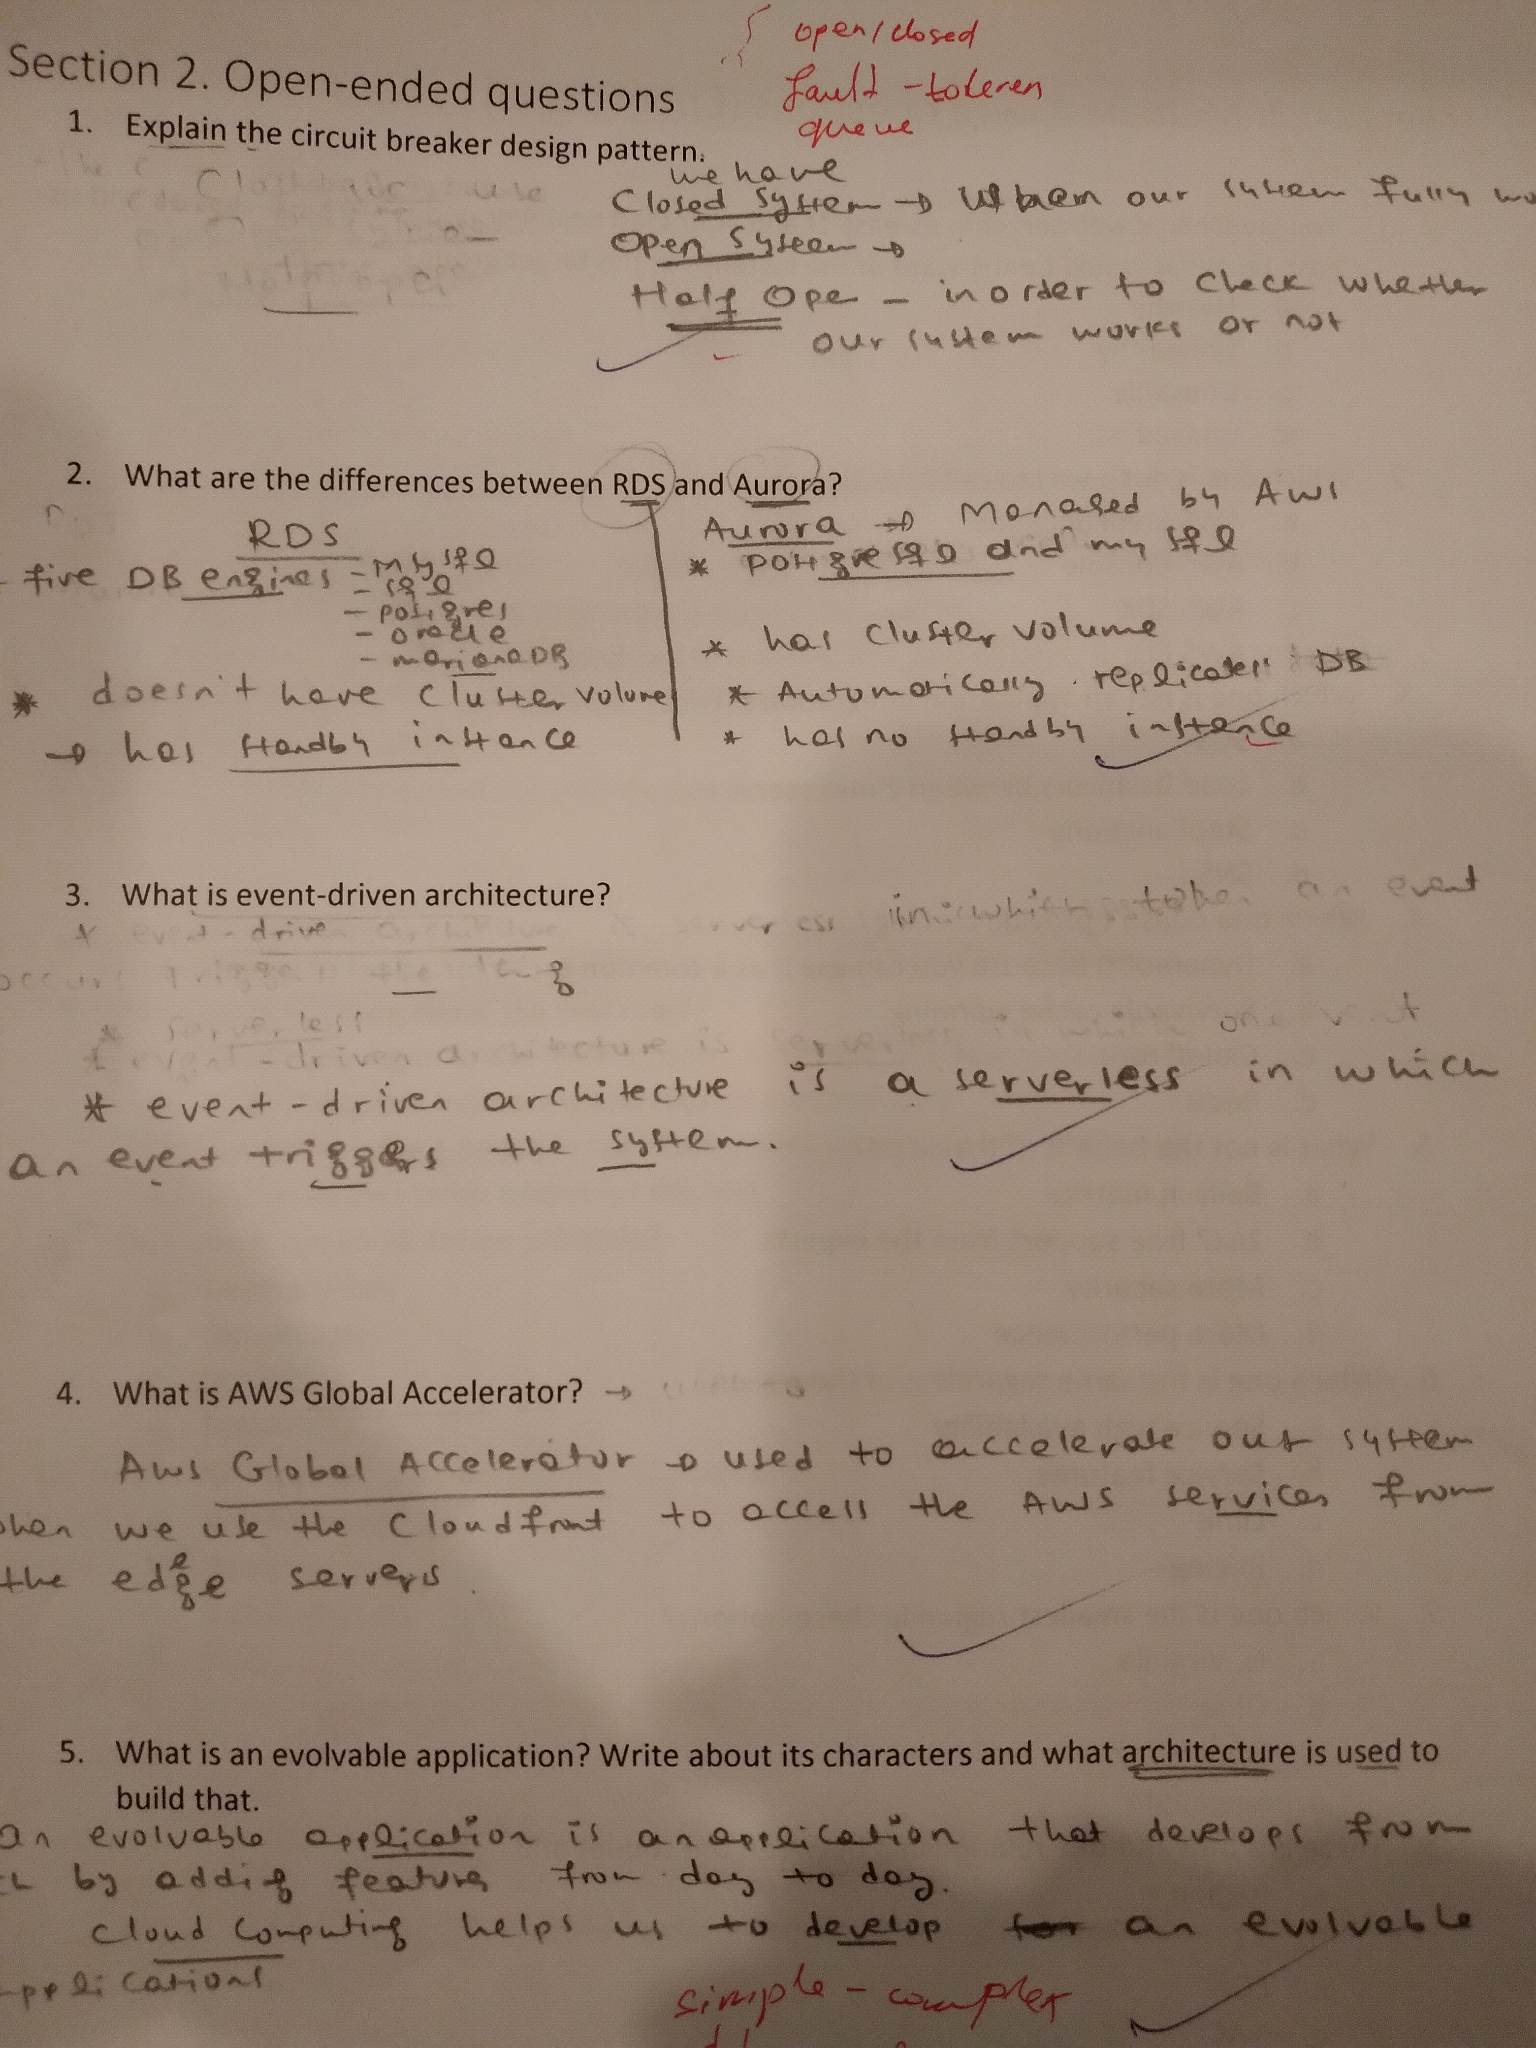 open/closed
fault-toleren
queue
Section 2. Open-ended questions
1. Explain the circuit breaker design pattern.
we have
Closed System → When our system fully
Open System →
Half Ope - in order to check whether
our system works or not
2. What are the differences between RDS and Aurora?
RDS
- five DB engines - MySQL
- SQL
- postgres
- oracle
- marianaDB
* doesn't have cluster volume
→ has standby instance
Aurora → Managed by AWS
* postgreSQL and mySQL
* has cluster volume
* Automatically replicates DB
* has no standby instance
3. What is event-driven architecture?
* event-driven architecture is a serverless in which
an event triggers the system.
4. What is AWS Global Accelerator? →
Aws Global Accelerator → used to accelerate our system
when we use the Cloudfront to access the AWS services from
the edge servers.
5. What is an evolvable application? Write about its characters and what architecture is used to
build that.
an evolvable application is an application that develops from
by adding features from day to day.
Cloud Computing helps us to develop an evolvable
applications
simple - complex